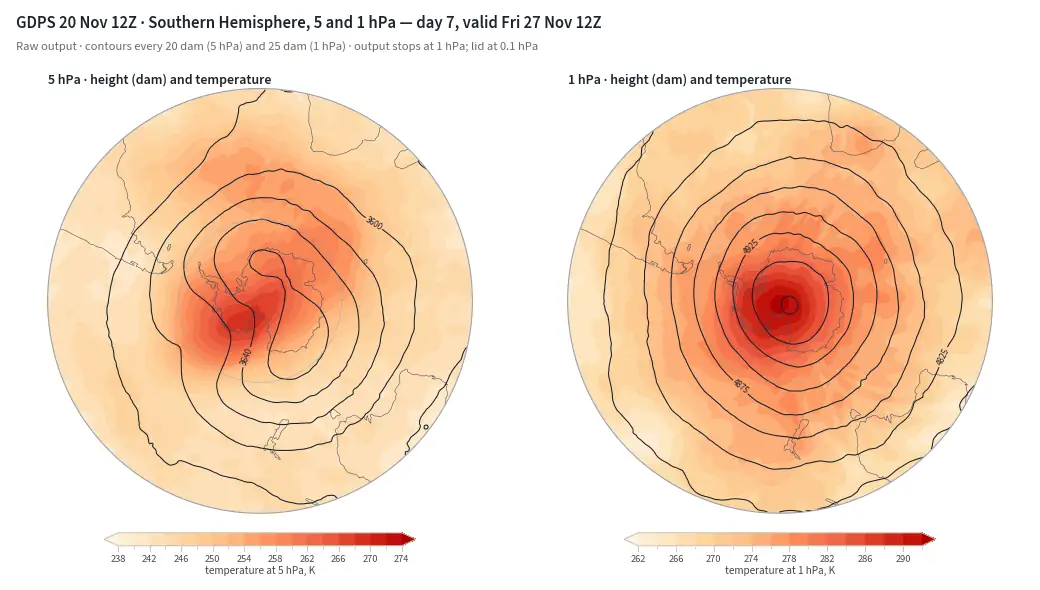 GDPS 20 Nov 12Z · Southern Hemisphere, 5 and 1 hPa — day 7, valid Fri 27 Nov 12Z
Raw output · contours every 20 dam (5 hPa) and 25 dam (1 hPa) · output stops at 1 hPa; lid at 0.1 hPa
5 hPa · height (dam) and temperature
1 hPa · height (dam) and temperature
3600
3640
4925
4825
4875
238 242 246 250 254 258 262 266 270 274
temperature at 5 hPa, K
262 266 270 274 278 282 286 290
temperature at 1 hPa, K